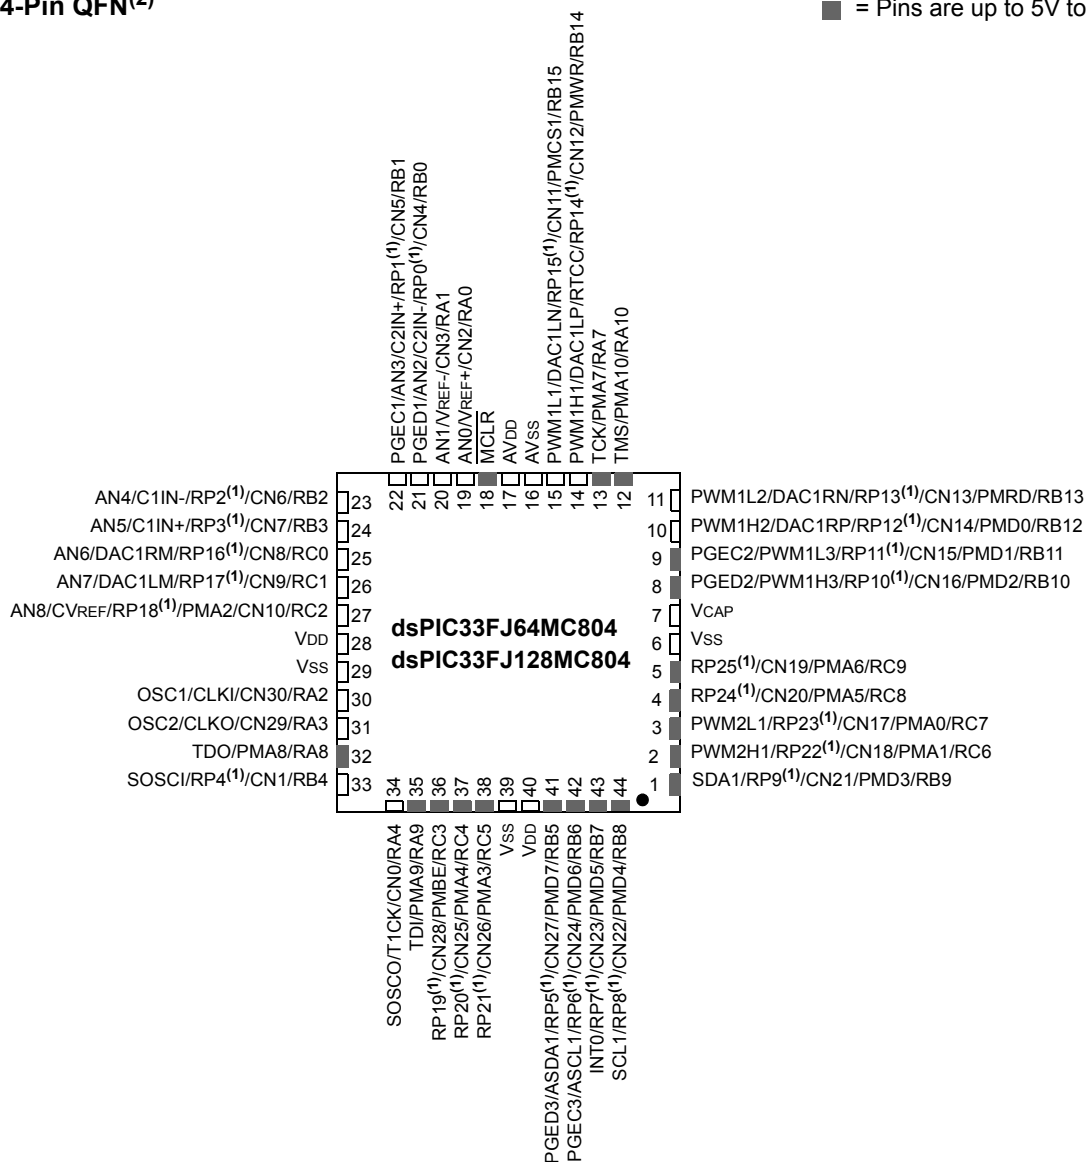 4-Pin QFN(2)
= Pins are up to 5V to
PGEC1/AN3/C2IN+/RP1(1)/CN5/RB1
PGED1/AN2/C2IN-/RP0(1)/CN4/RB0
AN1/VREF-/CN3/RA1
AN0/VREF+/CN2/RA0
MCLR
AVDD
AVSS
PWM1L1/DAC1LN/RP15(1)/CN11/PMCS1/RB15
PWM1H1/DAC1LP/RTCC/RP14(1)/CN12/PMWR/RB14
TCK/PMA7/RA7
TMS/PMA10/RA10
22 21 20 19 18 17 16 15 14 13 12
AN4/C1IN-/RP2(1)/CN6/RB2 23
AN5/C1IN+/RP3(1)/CN7/RB3 24
AN6/DAC1RM/RP16(1)/CN8/RC0 25
AN7/DAC1LM/RP17(1)/CN9/RC1 26
AN8/CVREF/RP18(1)/PMA2/CN10/RC2 27
VDD 28
VSS 29
OSC1/CLKI/CN30/RA2 30
OSC2/CLKO/CN29/RA3 31
TDO/PMA8/RA8 32
SOSCI/RP4(1)/CN1/RB4 33
dsPIC33FJ64MC804
dsPIC33FJ128MC804
11 PWM1L2/DAC1RN/RP13(1)/CN13/PMRD/RB13
10 PWM1H2/DAC1RP/RP12(1)/CN14/PMD0/RB12
9 PGEC2/PWM1L3/RP11(1)/CN15/PMD1/RB11
8 PGED2/PWM1H3/RP10(1)/CN16/PMD2/RB10
7 VCAP
6 VSS
5 RP25(1)/CN19/PMA6/RC9
4 RP24(1)/CN20/PMA5/RC8
3 PWM2L1/RP23(1)/CN17/PMA0/RC7
2 PWM2H1/RP22(1)/CN18/PMA1/RC6
1 SDA1/RP9(1)/CN21/PMD3/RB9
34 35 36 37 38 39 40 41 42 43 44
SOSCO/T1CK/CN0/RA4
TDI/PMA9/RA9
RP19(1)/CN28/PMBE/RC3
RP20(1)/CN25/PMA4/RC4
RP21(1)/CN26/PMA3/RC5
VSS
VDD
PGED3/ASDA1/RP5(1)/CN27/PMD7/RB5
PGEC3/ASCL1/RP6(1)/CN24/PMD6/RB6
INT0/RP7(1)/CN23/PMD5/RB7
SCL1/RP8(1)/CN22/PMD4/RB8